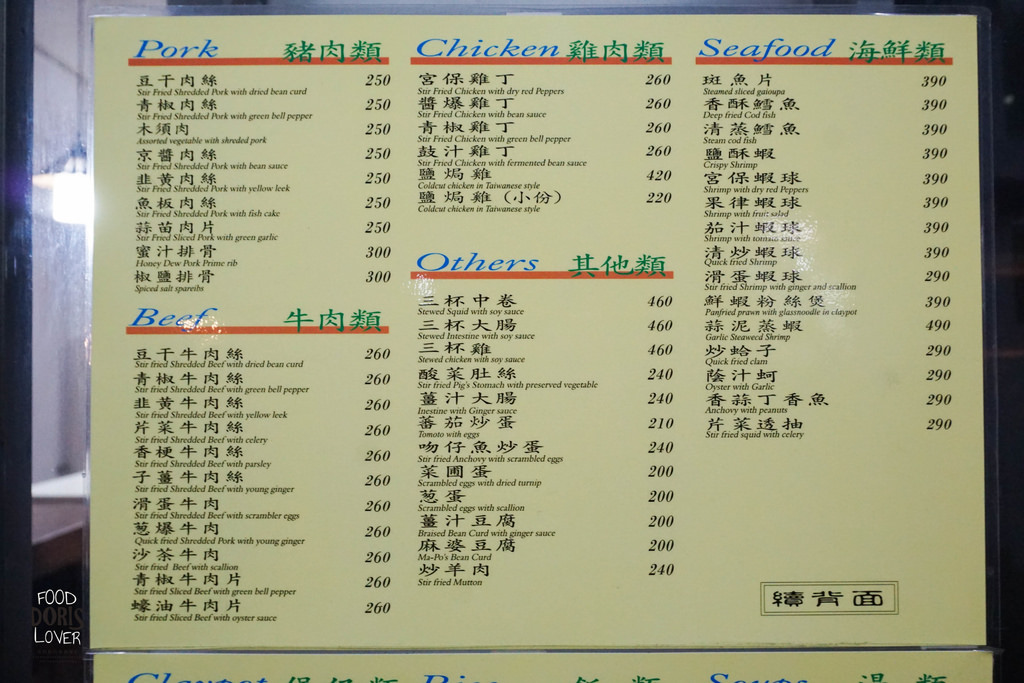 Pork 豬肉類
豆干肉絲 250
Stir Fried Shredded Pork with dried bean curd
青椒肉絲 250
Stir Fried Shredded Pork with green bell pepper
木須肉 250
Assorted vegetable with shreded pork
京醬肉絲 250
Stir Fried Shredded Pork with bean sauce
韭黃肉絲 250
Stir Fried Shredded Pork with yellow leek
魚板肉絲 250
Stir Fried Shredded Pork with fish cake
蒜苗肉片 250
Stir Fried Sliced Pork with green garlic
蜜汁排骨 300
Honey Dew Pork Prime rib
椒鹽排骨 300
Spiced salt spareibs
Beef 牛肉類
豆干牛肉絲 260
Stir fried Shredded Beef with dried bean curd
青椒牛肉絲 260
Stir fried Shredded Beef with green bell pepper
韭黃牛肉絲 260
Stir fried Shredded Beef with yellow leek
芹菜牛肉絲 260
Stir fried Shredded Beef with celery
香梗牛肉絲 260
Stir fried Shredded Beef with parsley
子薑牛肉絲 260
Stir fried Shredded Beef with young ginger
滑蛋牛肉 260
Stir fried Shredded Beef with scrambler eggs
蔥爆牛肉 260
Quick fried Shredded Pork with young ginger
沙茶牛肉 260
Stir fried Beef with scallion
青椒牛肉片 260
Stir fried Sliced Beef with green bell pepper
蠔油牛肉片 260
Stir fried Sliced Beef with oyster sauce
Chicken 雞肉類
宮保雞丁 260
Stir Fried Chicken with dry red Peppers
醬爆雞丁 260
Stir Fried Chicken with bean sauce
青椒雞丁 260
Stir Fried Chicken with green bell pepper
鼓汁雞丁 260
Stir Fried Chicken with fermented bean sauce
鹽焗雞 420
Coldcut chicken in Taiwanese style
鹽焗雞(小份) 220
Coldcut chicken in Taiwanese style
Others 其他類
三杯中卷 460
Stewed Squid with soy sauce
三杯大腸 460
Stewed Intestine with soy sauce
三杯雞 460
Stewed chicken with soy sauce
酸菜肚絲 240
Stir fried Pig's Stomach with preserved vegetable
薑汁大腸 240
Inestine with Ginger sauce
蕃茄炒蛋 210
Tomoto with eggs
吻仔魚炒蛋 240
Stir fried Anchovy with scrambled eggs
菜圃蛋 200
Scrambled eggs with dried turnip
蔥蛋 200
Scrambled eggs with scallion
薑汁豆腐 200
Braised Bean Curd with ginger sauce
麻婆豆腐 200
Ma-Po's Bean Curd
炒羊肉 240
Stir fried Mutton
Seafood 海鮮類
斑魚片 390
Steamed sliced gaioupa
香酥鱈魚 390
Deep fried Cod fish
清蒸鱈魚 390
Steam cod fish
鹽酥蝦 390
Crispy Shrimp
宮保蝦球 390
Shrimp with dry red Peppers
果律蝦球 390
Shrimp with fruit salad
茄汁蝦球 390
Shrimp with tomato sauce
清炒蝦球 390
Quick fried Shrimp
滑蛋蝦球 290
Stir fried Shrimp with ginger and scallion
鮮蝦粉絲煲 390
Panfried prawn with glassnoodle in claypot
蒜泥蒸蝦 490
Garlic Steawecd Shrimp
炒蛤子 290
Quick fried clam
蔭汁蚵 290
Oyster with Garlic
香蒜丁香魚 290
Anchovy with peanuts
芹菜透抽 290
Stir fried squid with celery
續背面
Claypot 煲仔類 Rice 飯類 Soups 湯類
FOOD
DORIS
LOVER